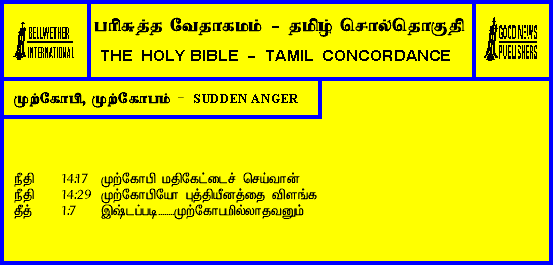 BELLWETHER
INTERNATIONAL
பரிசுத்த வேதாகமம் - தமிழ் சொல்தொகுதி
THE HOLY BIBLE - TAMIL CONCORDANCE
GOOD NEWS
PUBLISHERS
முற்கோபி, முற்கோபம் - SUDDEN ANGER
நீதி 14:17 முற்கோபி மதிகேட்டைச் செய்வான்
நீதி 14:29 முற்கோபியோ புத்தியீனத்தை விளங்க
தீத் 1:7 இஷ்டப்படி.......முற்கோபமில்லாதவனும்